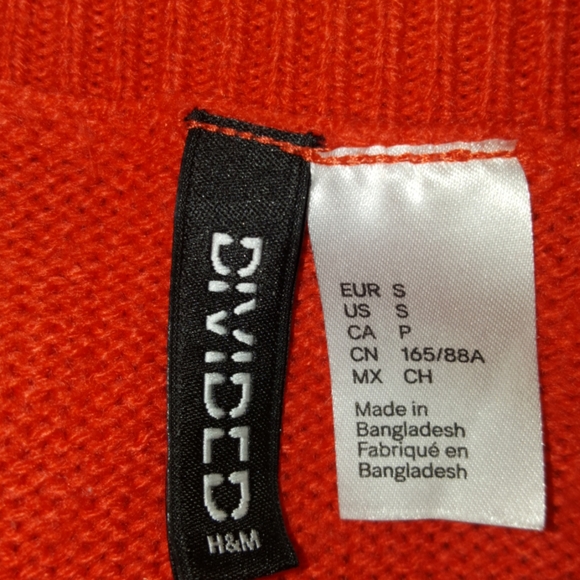 DIVIDED
H&M
EUR S
US S
CA P
CN 165/88A
MX CH
Made in
Bangladesh
Fabriqué en
Bangladesh